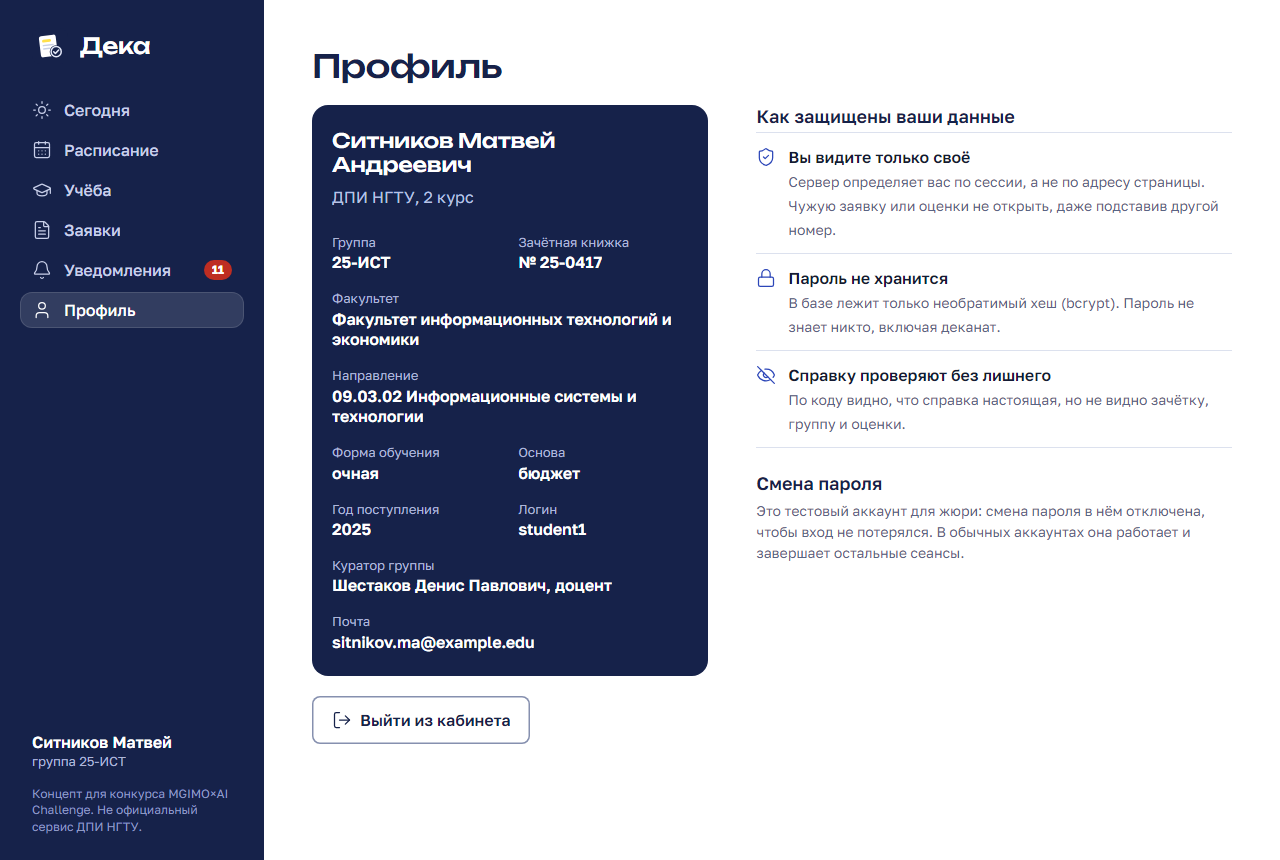 Дека
Сегодня
Расписание
Учёба
Заявки
Уведомления 11
Профиль
Ситников Матвей
группа 25-ИСТ
Концепт для конкурса MGIMO×AI
Challenge. Не официальный
сервис ДПИ НГТУ.
Профиль
Ситников Матвей
Андреевич
ДПИ НГТУ, 2 курс
Группа Зачётная книжка
25-ИСТ № 25-0417
Факультет
Факультет информационных технологий и
экономики
Направление
09.03.02 Информационные системы и
технологии
Форма обучения Основа
очная бюджет
Год поступления Логин
2025 student1
Куратор группы
Шестаков Денис Павлович, доцент
Почта
sitnikov.ma@example.edu
Выйти из кабинета
Как защищены ваши данные
Вы видите только своё
Сервер определяет вас по сессии, а не по адресу страницы.
Чужую заявку или оценки не открыть, даже подставив другой
номер.
Пароль не хранится
В базе лежит только необратимый хеш (bcrypt). Пароль не
знает никто, включая деканат.
Справку проверяют без лишнего
По коду видно, что справка настоящая, но не видно зачётку,
группу и оценки.
Смена пароля
Это тестовый аккаунт для жюри: смена пароля в нём отключена,
чтобы вход не потерялся. В обычных аккаунтах она работает и
завершает остальные сеансы.